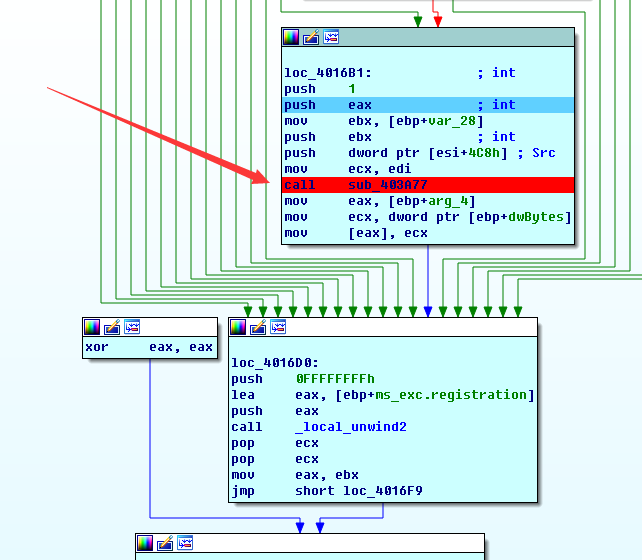 loc_4016B1: ; int
push 1
push eax ; int
mov ebx, [ebp+var_28]
push ebx ; int
push dword ptr [esi+4C8h] ; Src
mov ecx, edi
call sub_403A77
mov eax, [ebp+arg_4]
mov ecx, dword ptr [ebp+dwBytes]
mov [eax], ecx
xor eax, eax
loc_4016D0:
push 0FFFFFFFFh
lea eax, [ebp+ms_exc.registration]
push eax
call _local_unwind2
pop ecx
pop ecx
mov eax, ebx
jmp short loc_4016F9